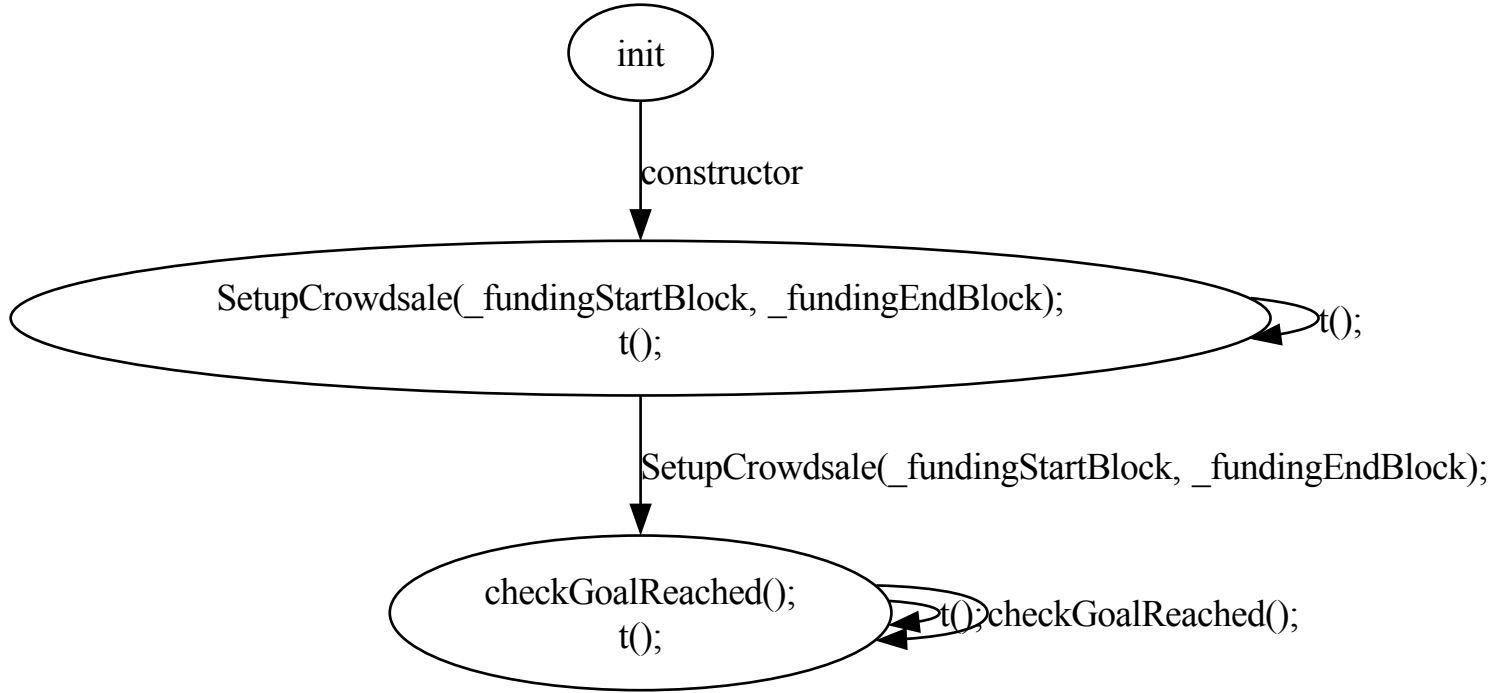 init
constructor
SetupCrowdsale(_fundingStartBlock, _fundingEndBlock);
t();
t();
SetupCrowdsale(_fundingStartBlock, _fundingEndBlock);
checkGoalReached();
t();
t();
checkGoalReached();